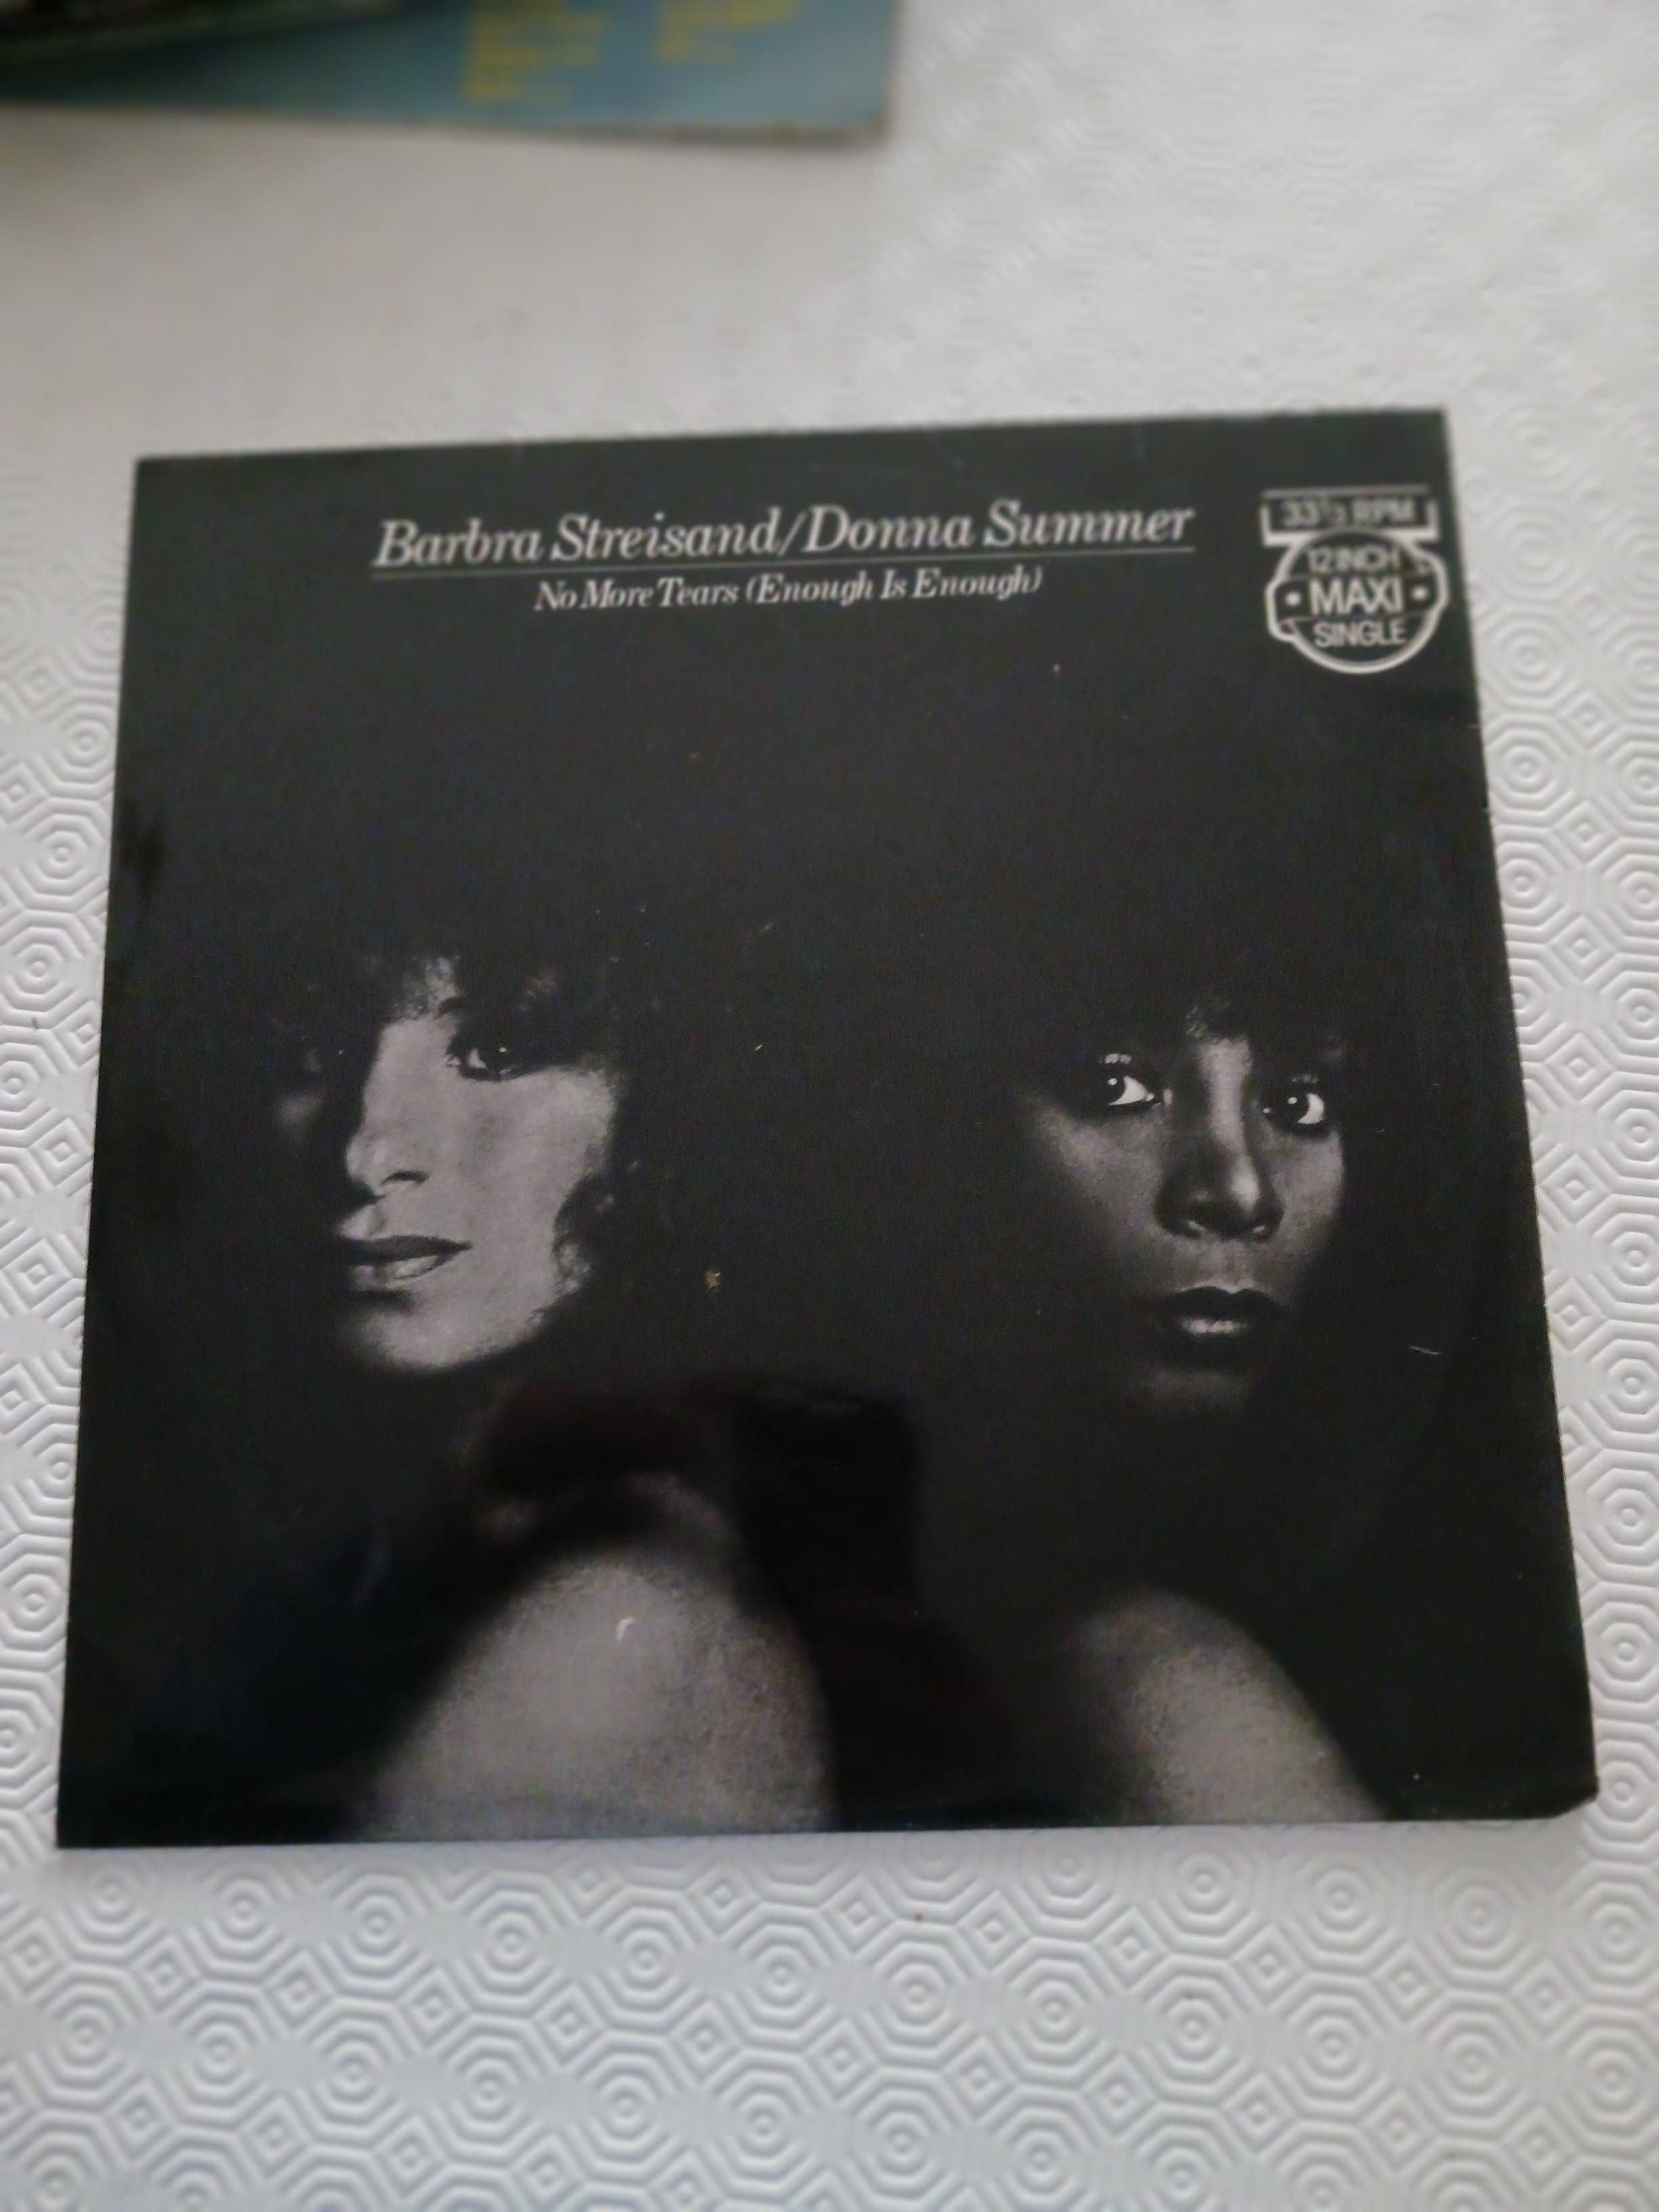 Barbra Streisand/Donna Summer
No More Tears (Enough Is Enough)
33⅓ RPM
12 INCH
• MAXI •
SINGLE